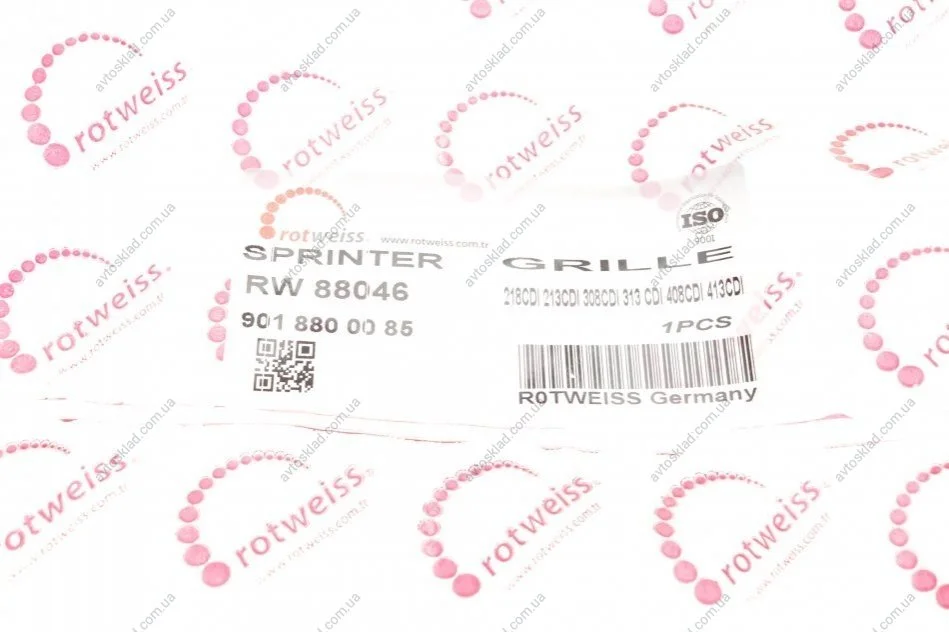 rotweiss. www.rotweiss.com.tr
ISO
9001
SPRINTER GRILLE
RW 88046
218CDI 213CDI 308CDI 313 CDI 408CDI 413CDI
901 880 00 85
1PCS
R0TWEISS Germany
rotweiss.
www.rotweiss.com.tr
avtosklad.com.ua